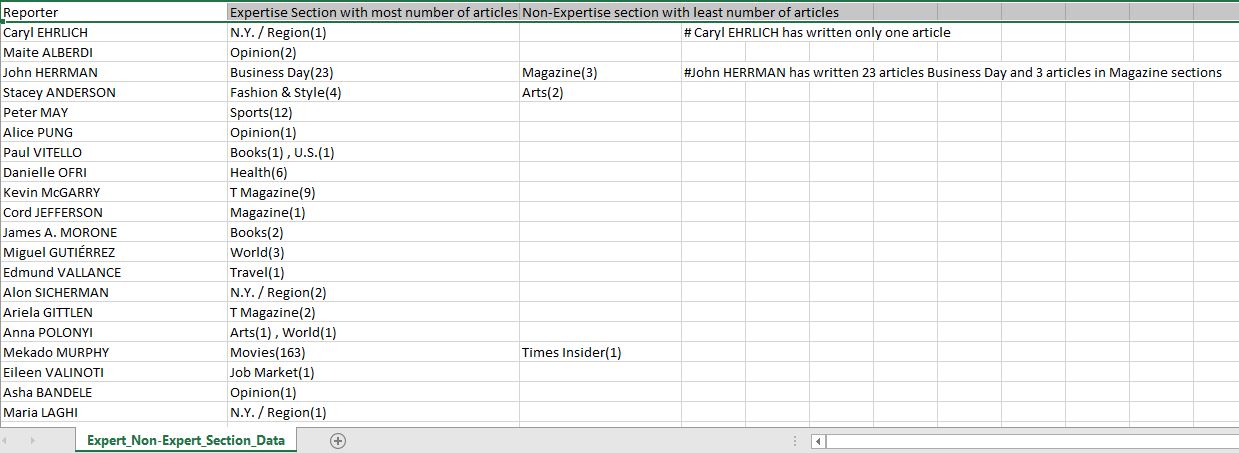 Reporter Expertise Section with most number of articles Non-Expertise section with least number of articles
Caryl EHRLICH N.Y. / Region(1) # Caryl EHRLICH has written only one article
Maite ALBERDI Opinion(2)
John HERRMAN Business Day(23) Magazine(3) #John HERRMAN has written 23 articles Business Day and 3 articles in Magazine sections
Stacey ANDERSON Fashion & Style(4) Arts(2)
Peter MAY Sports(12)
Alice PUNG Opinion(1)
Paul VITELLO Books(1) , U.S.(1)
Danielle OFRI Health(6)
Kevin McGARRY T Magazine(9)
Cord JEFFERSON Magazine(1)
James A. MORONE Books(2)
Miguel GUTIÉRREZ World(3)
Edmund VALLANCE Travel(1)
Alon SICHERMAN N.Y. / Region(2)
Ariela GITTLEN T Magazine(2)
Anna POLONYI Arts(1) , World(1)
Mekado MURPHY Movies(163) Times Insider(1)
Eileen VALINOTI Job Market(1)
Asha BANDELE Opinion(1)
Maria LAGHI N.Y. / Region(1)
Expert_Non-Expert_Section_Data